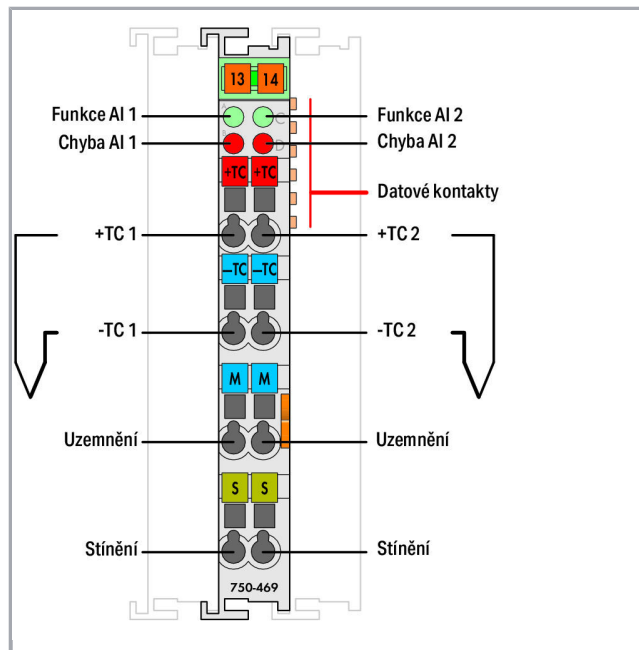 13 14
A C
Funkce AI 1 Funkce AI 2
Chyba AI 1 D Chyba AI 2
+TC +TC
Datové kontakty
+TC 1 +TC 2
–TC –TC
-TC 1 -TC 2
M M
Uzemnění Uzemnění
S S
Stínění Stínění
750-469